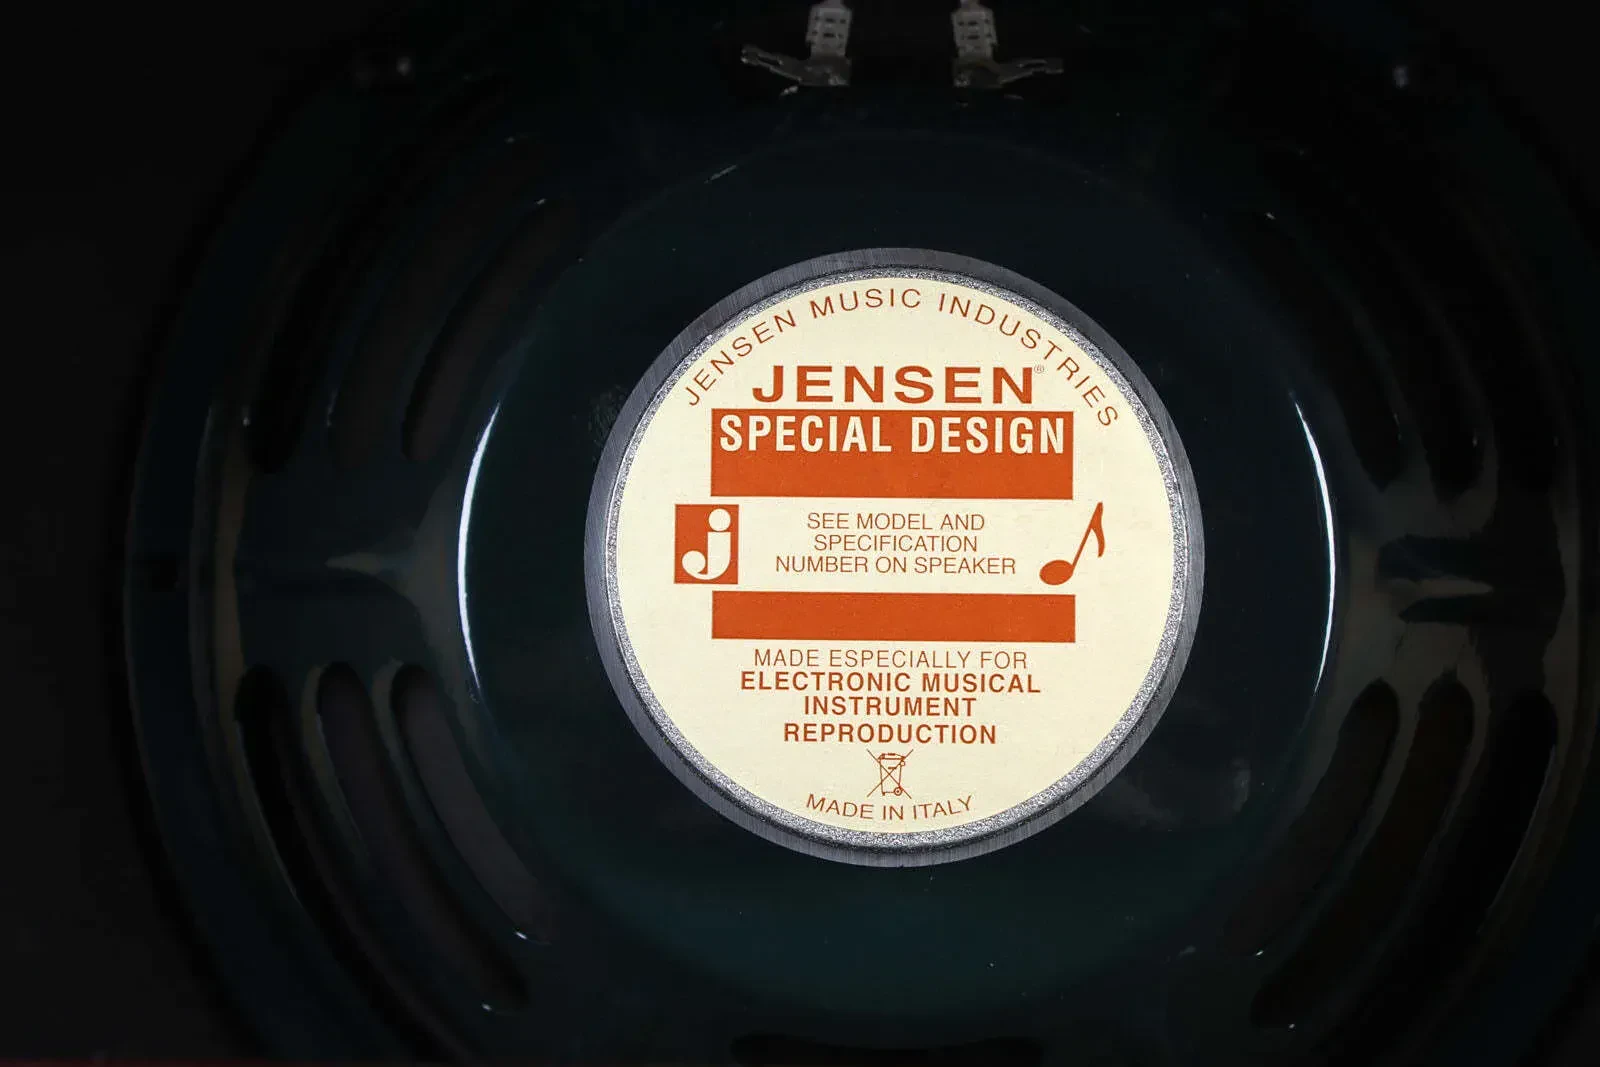 JENSEN MUSIC INDUSTRIES
JENSEN®
SPECIAL DESIGN
j
SEE MODEL AND
SPECIFICATION
NUMBER ON SPEAKER
MADE ESPECIALLY FOR
ELECTRONIC MUSICAL
INSTRUMENT
REPRODUCTION
MADE IN ITALY